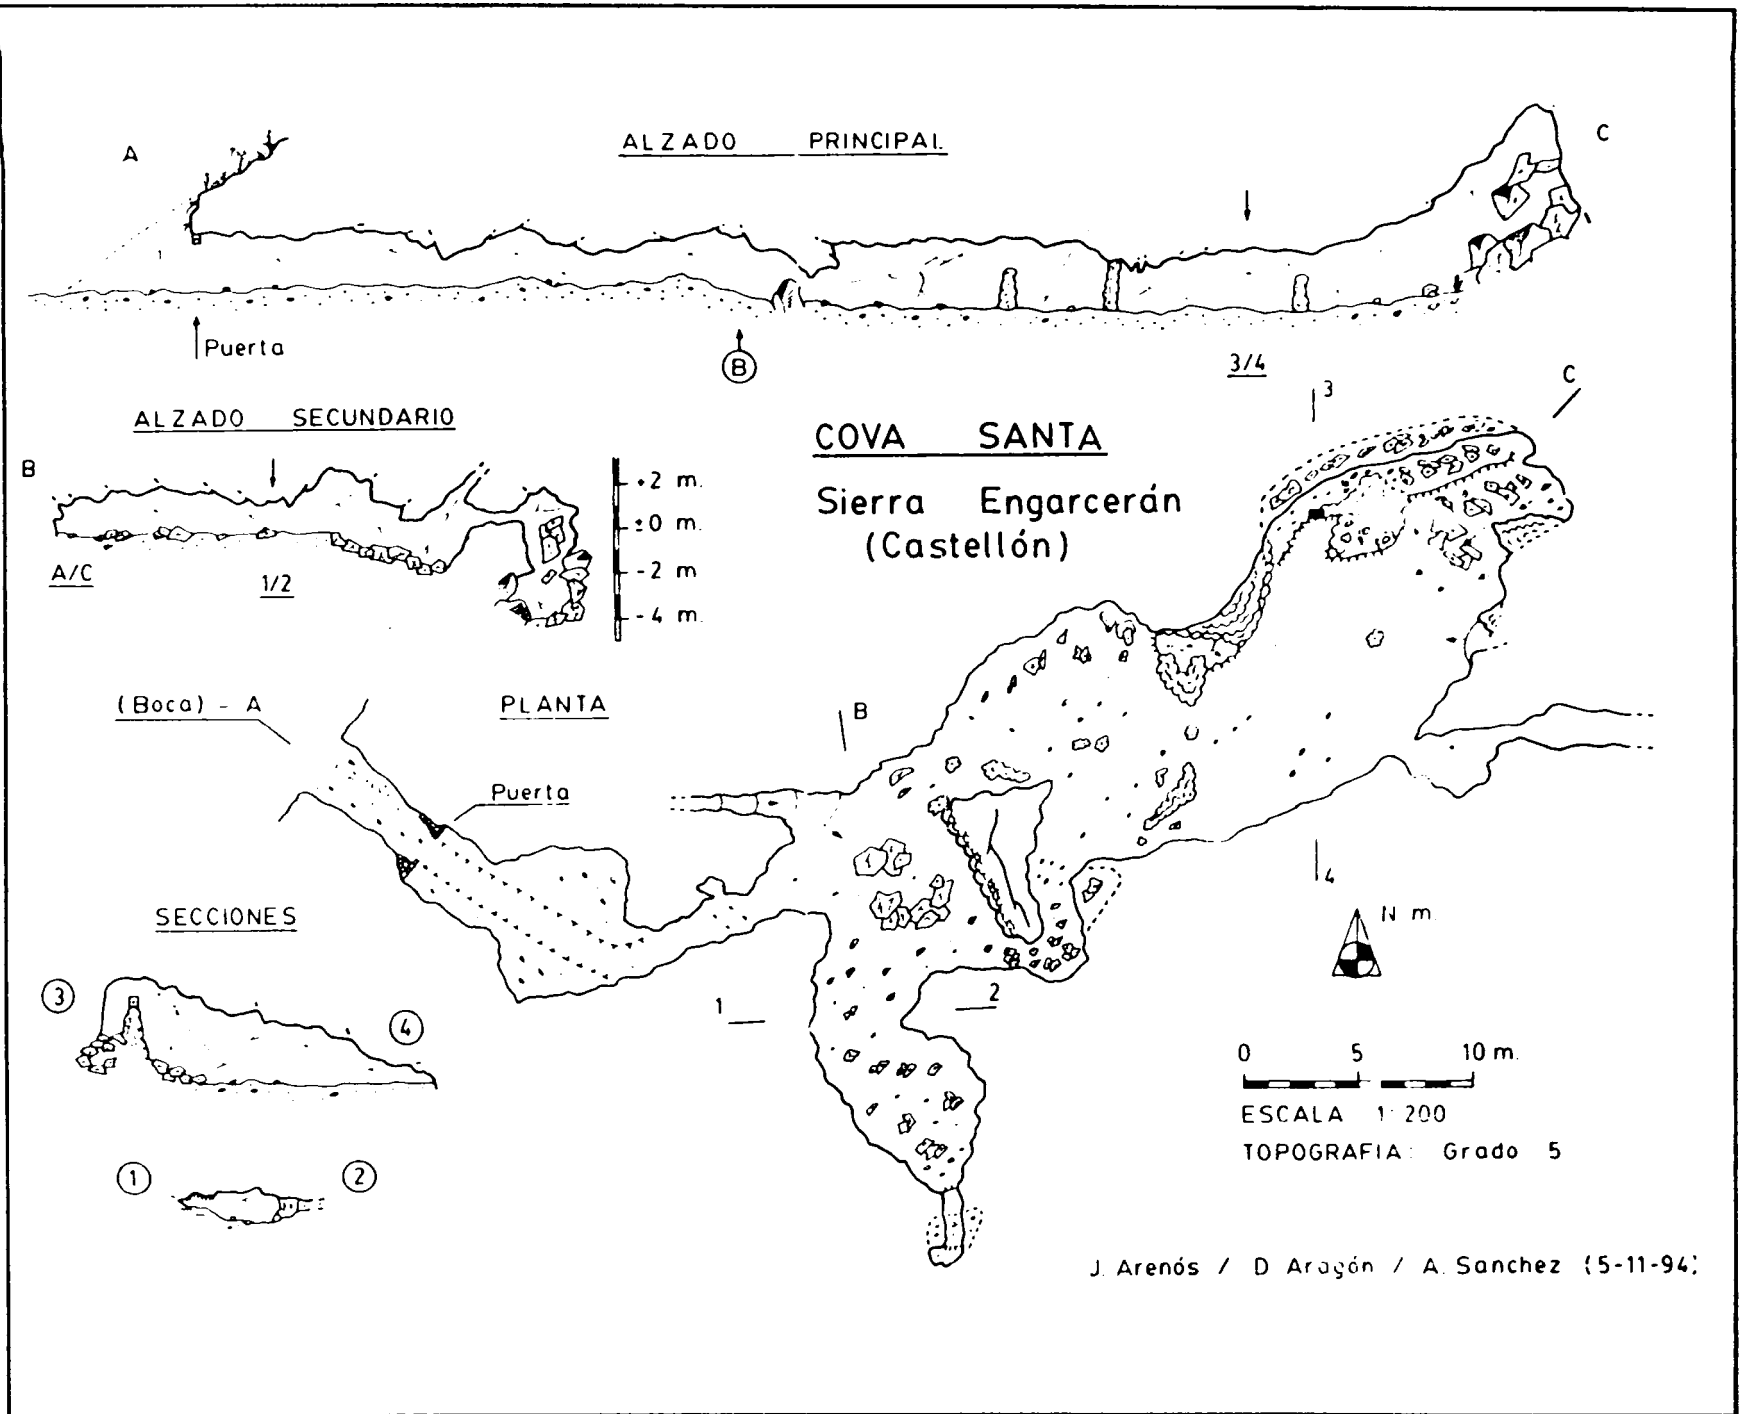 ALZADO PRINCIPAL
A
C
Puerta
B
3/4
ALZADO SECUNDARIO
B
A/C
1/2
+2 m.
±0 m.
-2 m
-4 m.
COVA SANTA
Sierra Engarcerán
(Castellón)
3
C
(Boca) - A
PLANTA
B
Puerta
4
SECCIONES
N m.
3
4
1
2
0 5 10 m.
ESCALA 1:200
TOPOGRAFIA: Grado 5
1
2
J. Arenós / D Aragón / A. Sanchez (5-11-94)